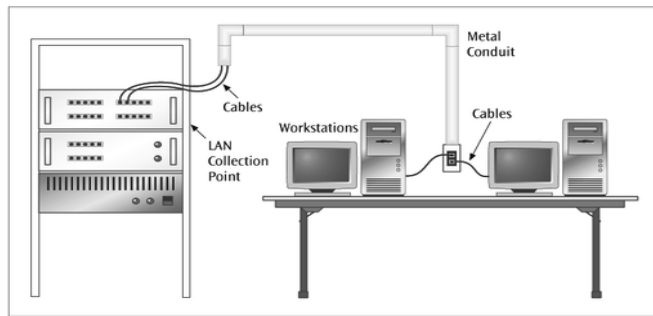 Metal
Conduit
Cables
Workstations
Cables
LAN
Collection
Point